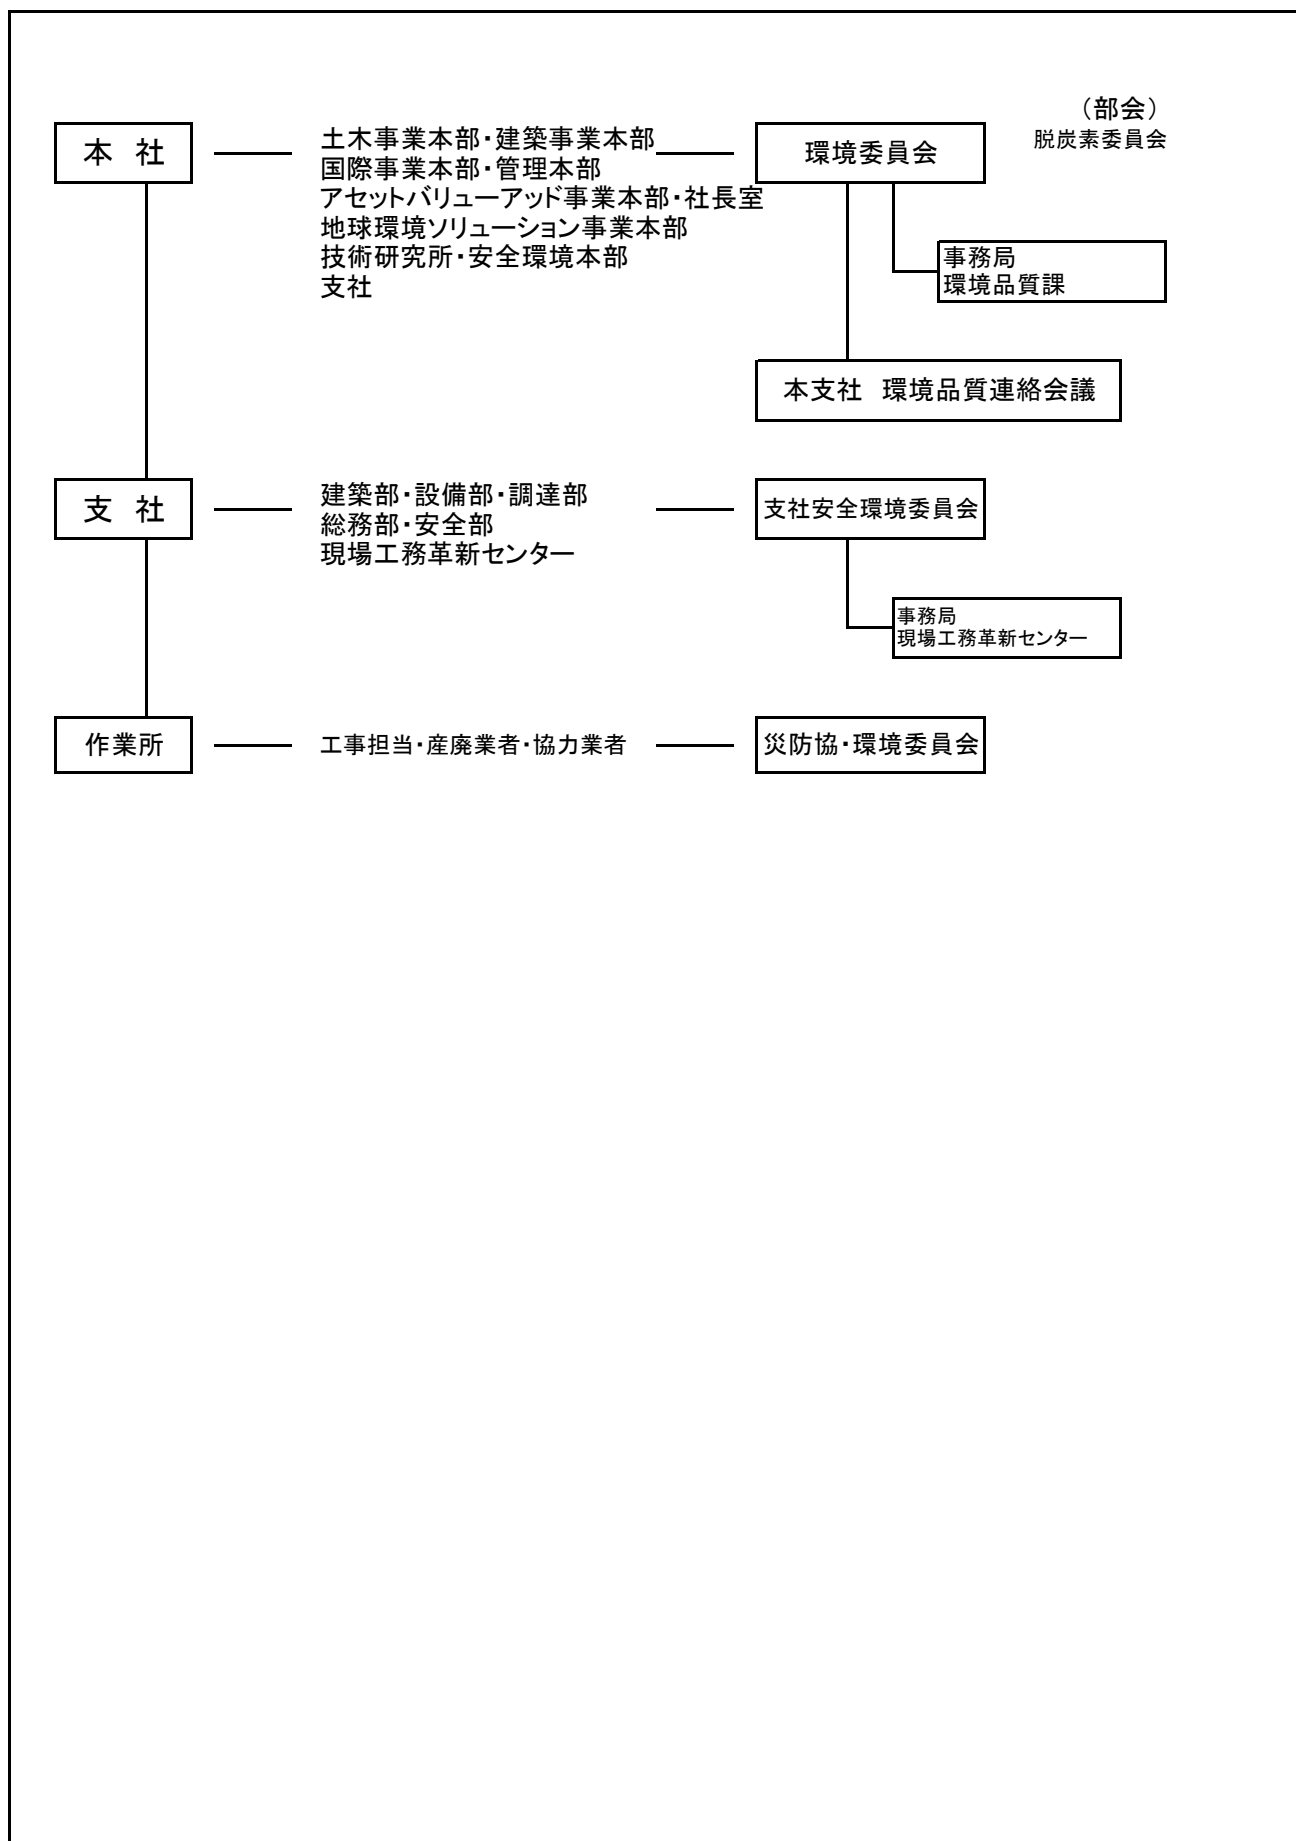 (部会)
脱炭素委員会
本　社
土木事業本部・建築事業本部
国際事業本部・管理本部
アセットバリューアッド事業本部・社長室
地球環境ソリューション事業本部
技術研究所・安全環境本部
支社
環境委員会
事務局
環境品質課
本支社　環境品質連絡会議
支　社
建築部・設備部・調達部
総務部・安全部
現場工務革新センター
支社安全環境委員会
事務局
現場工務革新センター
作業所
工事担当・産廃業者・協力業者
災防協・環境委員会